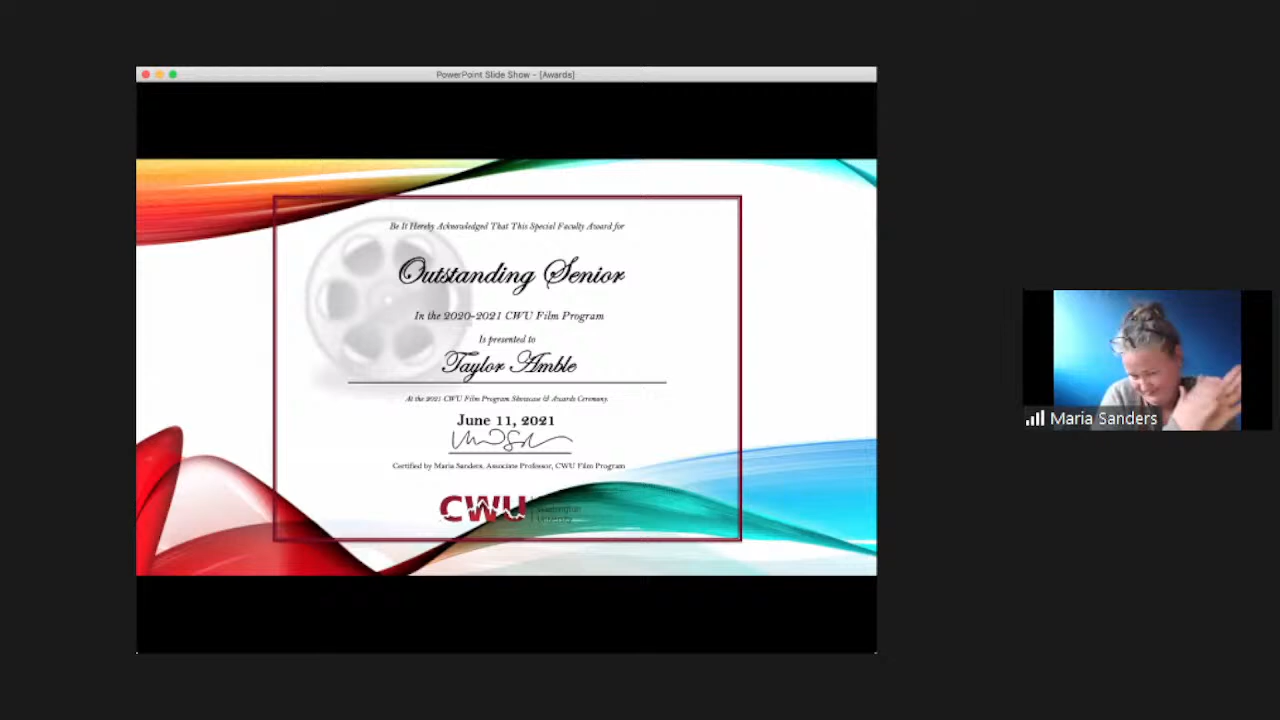 PowerPoint Slide Show - [Awards]
Be It Hereby Acknowledged That This Special Faculty Award for
Outstanding Senior
In the 2020-2021 CWU Film Program
Is presented to
Taylor Amble
At the 2021 CWU Film Program Showcase & Awards Ceremony.
June 11, 2021
Certified by Maria Sanders, Associate Professor, CWU Film Program
CWU
Washington
University
Maria Sanders